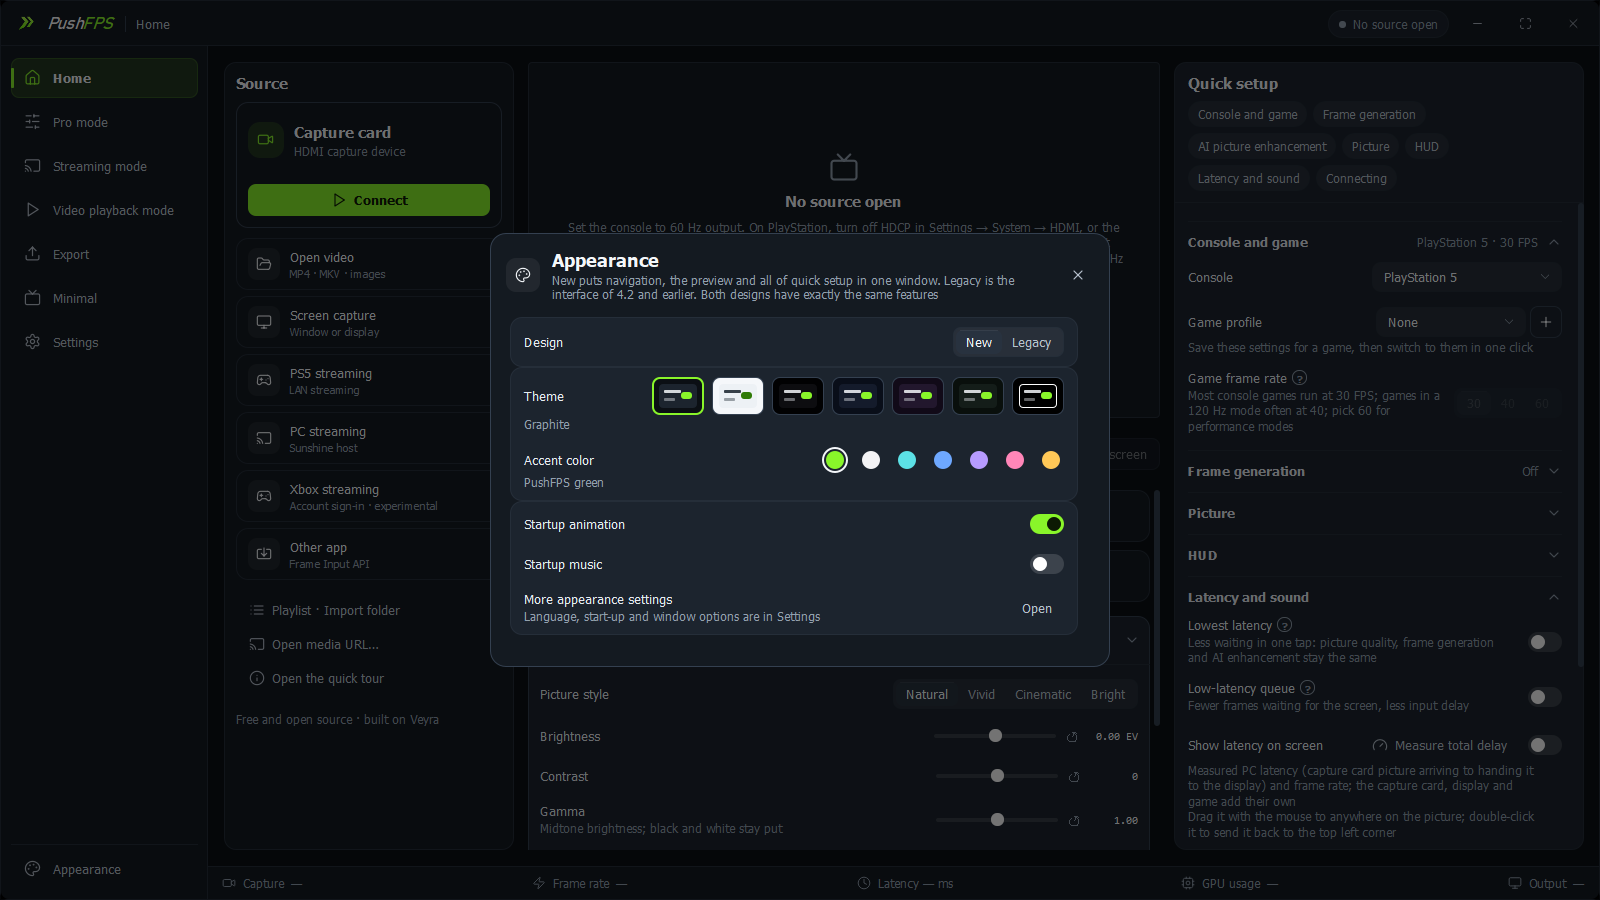 PushFPS
Home
No source open
Home
Pro mode
Streaming mode
Video playback mode
Export
Minimal
Settings
Appearance
Source
Capture card
HDMI capture device
Connect
Open video
MP4 · MKV · images
Screen capture
Window or display
PS5 streaming
LAN streaming
PC streaming
Sunshine host
Xbox streaming
Account sign-in · experimental
Other app
Frame Input API
Playlist · Import folder
Open media URL...
Open the quick tour
Free and open source · built on Veyra
No source open
Set the console to 60 Hz output. On PlayStation, turn off HDCP in Settings → System → HDMI, or the
Hz
screen
Appearance
New puts navigation, the preview and all of quick setup in one window. Legacy is the
interface of 4.2 and earlier. Both designs have exactly the same features
Design
New Legacy
Theme
Graphite
Accent color
PushFPS green
Startup animation
Startup music
More appearance settings
Language, start-up and window options are in Settings
Open
Picture style
Natural Vivid Cinematic Bright
Brightness
0.00 EV
Contrast
0
Gamma
Midtone brightness; black and white stay put
1.00
Quick setup
Console and game Frame generation
AI picture enhancement Picture HUD
Latency and sound Connecting
Console and game PlayStation 5 · 30 FPS
Console PlayStation 5
Game profile None
Save these settings for a game, then switch to them in one click
Game frame rate ?
Most console games run at 30 FPS; games in a
120 Hz mode often at 40; pick 60 for
performance modes
30 40 60
Frame generation Off
Picture
HUD
Latency and sound
Lowest latency ?
Less waiting in one tap: picture quality, frame generation
and AI enhancement stay the same
Low-latency queue ?
Fewer frames waiting for the screen, less input delay
Show latency on screen Measure total delay
Measured PC latency (capture card picture arriving to handing it
to the display) and frame rate; the capture card, display and
game add their own
Drag it with the mouse to anywhere on the picture; double-click
it to send it back to the top left corner
Capture —
Frame rate —
Latency — ms
GPU usage —
Output —